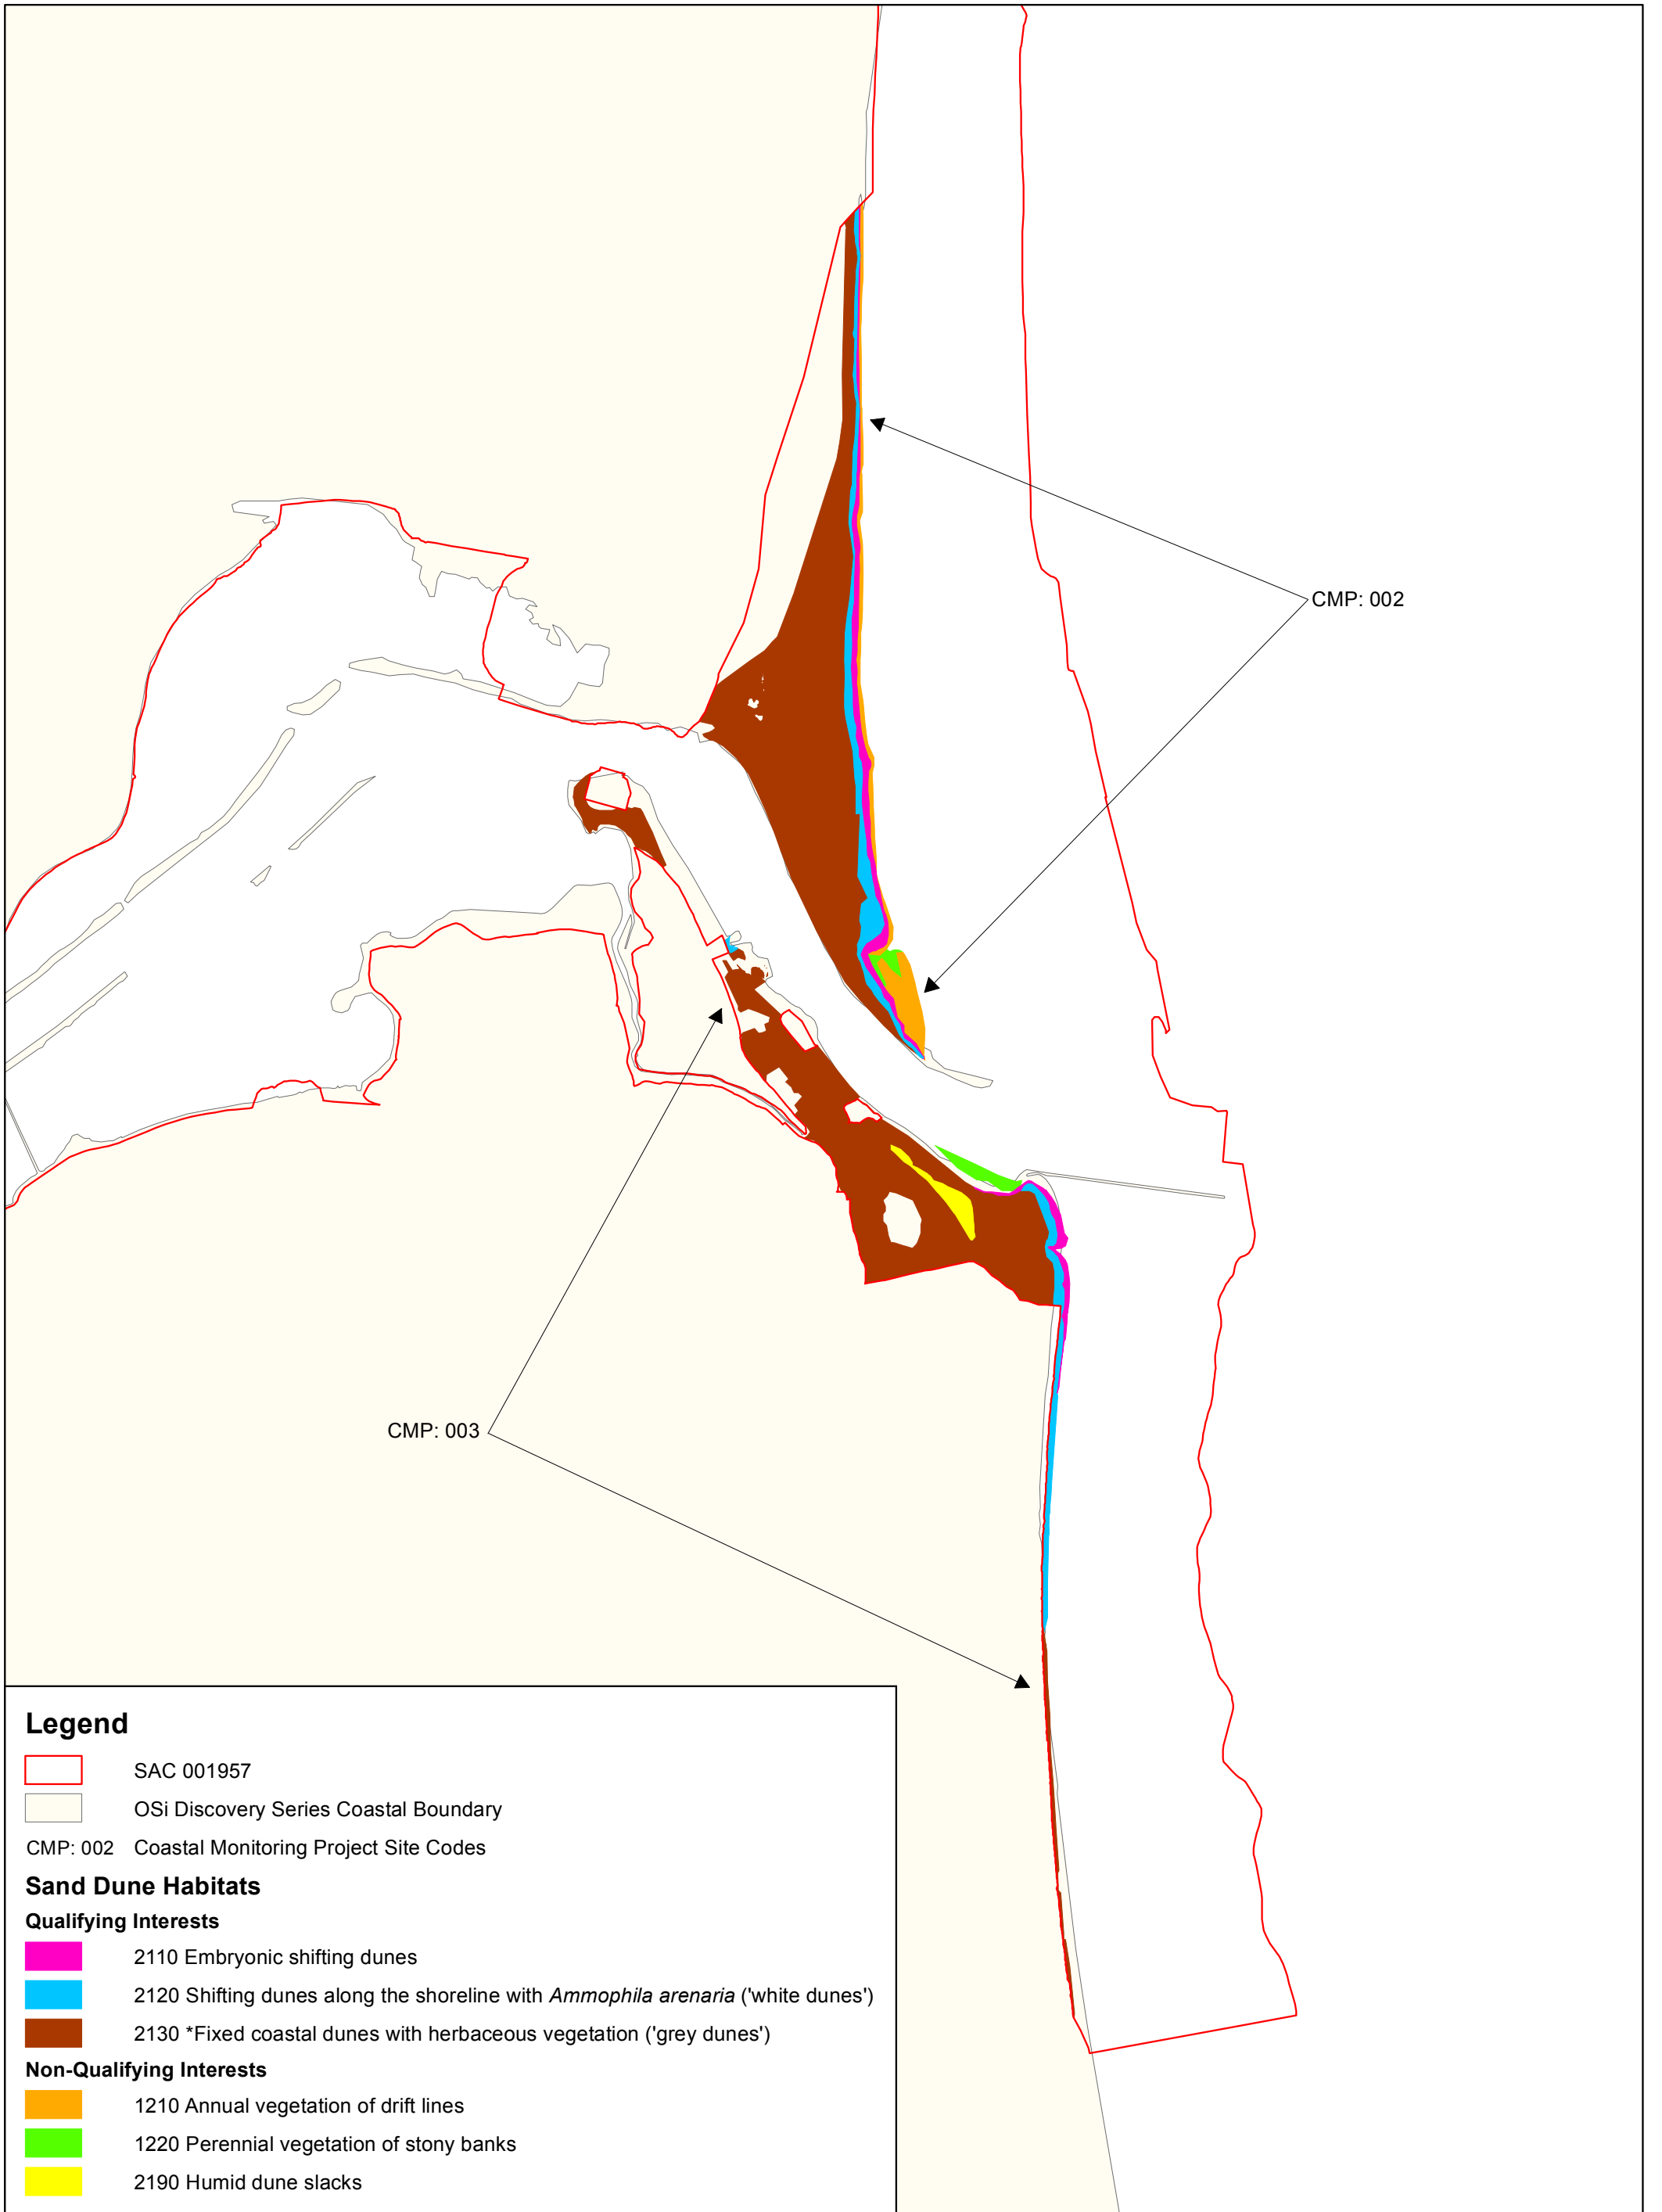 CMP: 002
CMP: 003
Legend
SAC 001957
OSi Discovery Series Coastal Boundary
CMP: 002 Coastal Monitoring Project Site Codes
Sand Dune Habitats
Qualifying Interests
2110 Embryonic shifting dunes
2120 Shifting dunes along the shoreline with Ammophila arenaria ('white dunes')
2130 *Fixed coastal dunes with herbaceous vegetation ('grey dunes')
Non-Qualifying Interests
1210 Annual vegetation of drift lines
1220 Perennial vegetation of stony banks
2190 Humid dune slacks